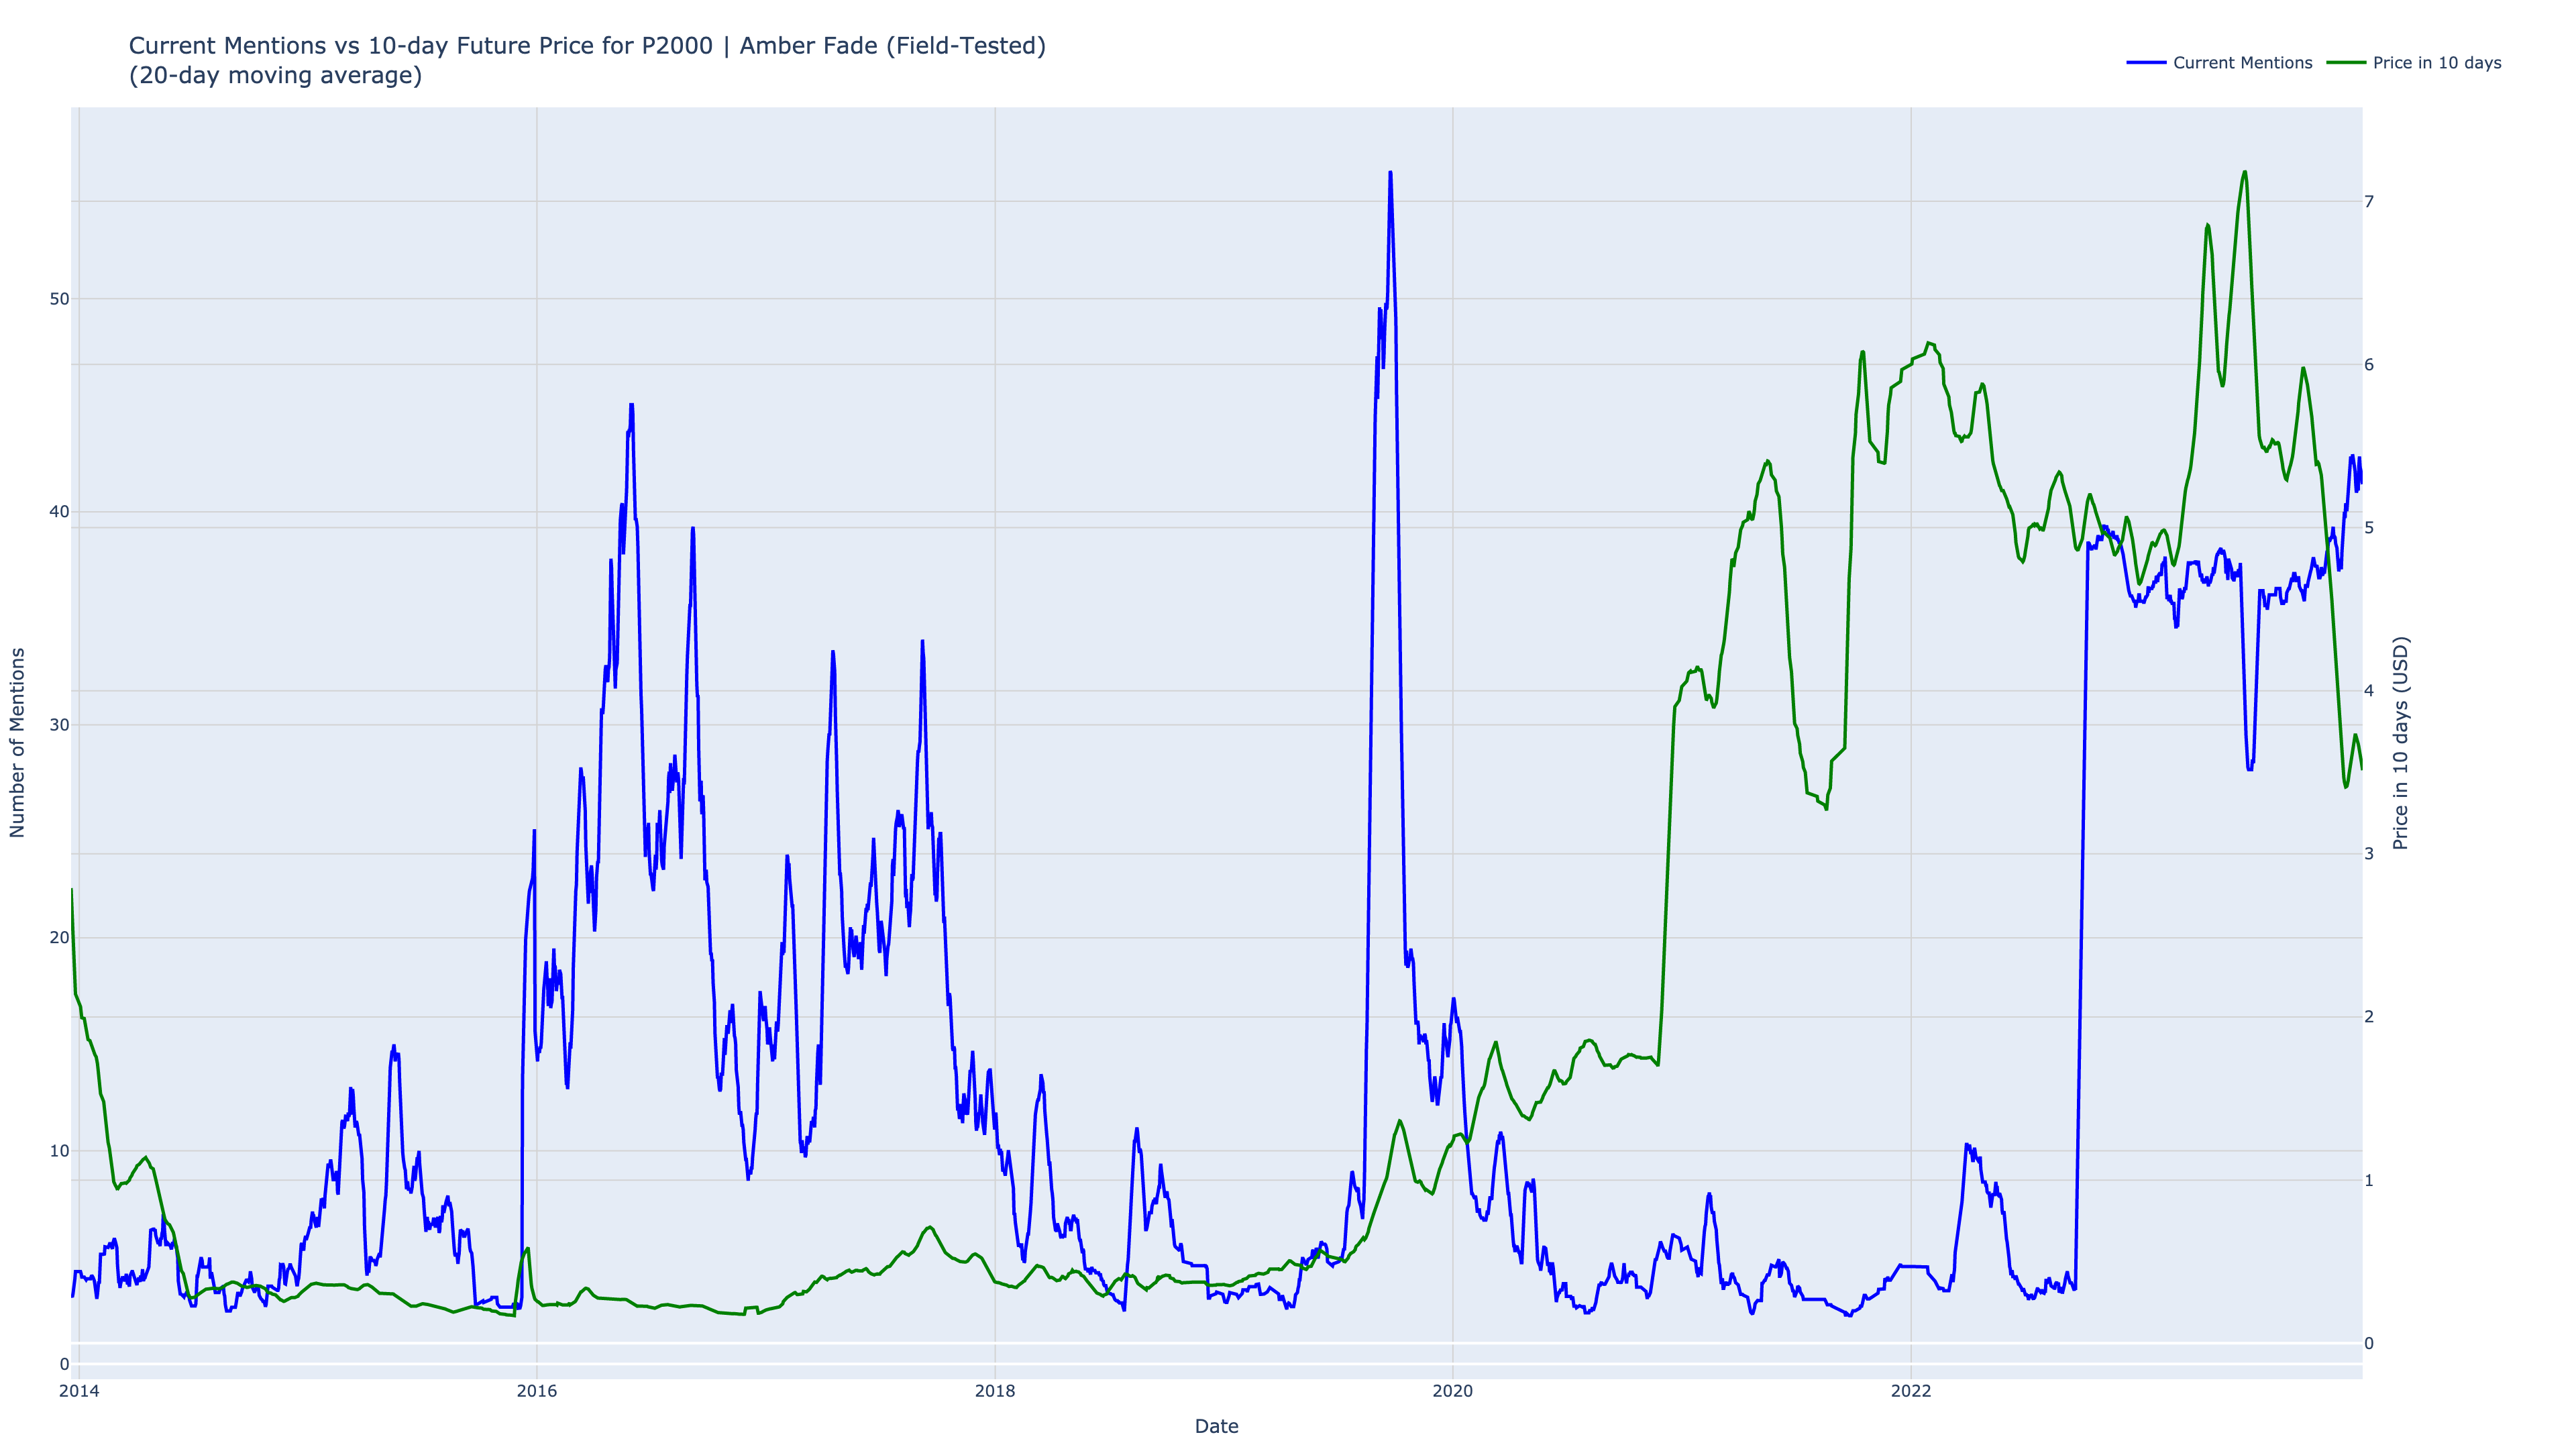 Current Mentions vs 10-day Future Price for P2000 | Amber Fade (Field-Tested)
(20-day moving average)
Current Mentions
Price in 10 days
50
40
30
20
10
0
Number of Mentions
7
6
5
4
3
2
1
0
Price in 10 days (USD)
2014
2016
2018
2020
2022
Date